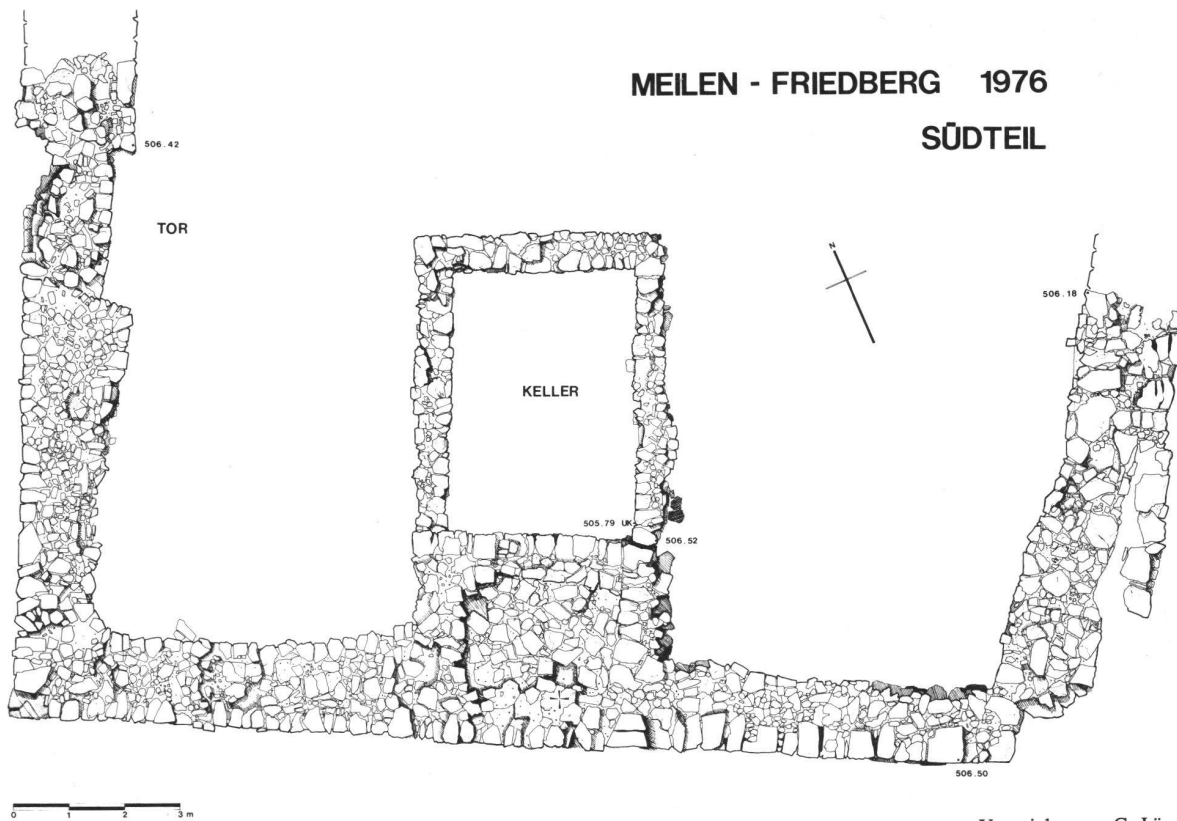 MEILEN - FRIEDBERG 1976
SÜDTEIL
506.42
TOR
N
506.18
KELLER
505.79 UK
506.52
506.50
0 1 2 3 m